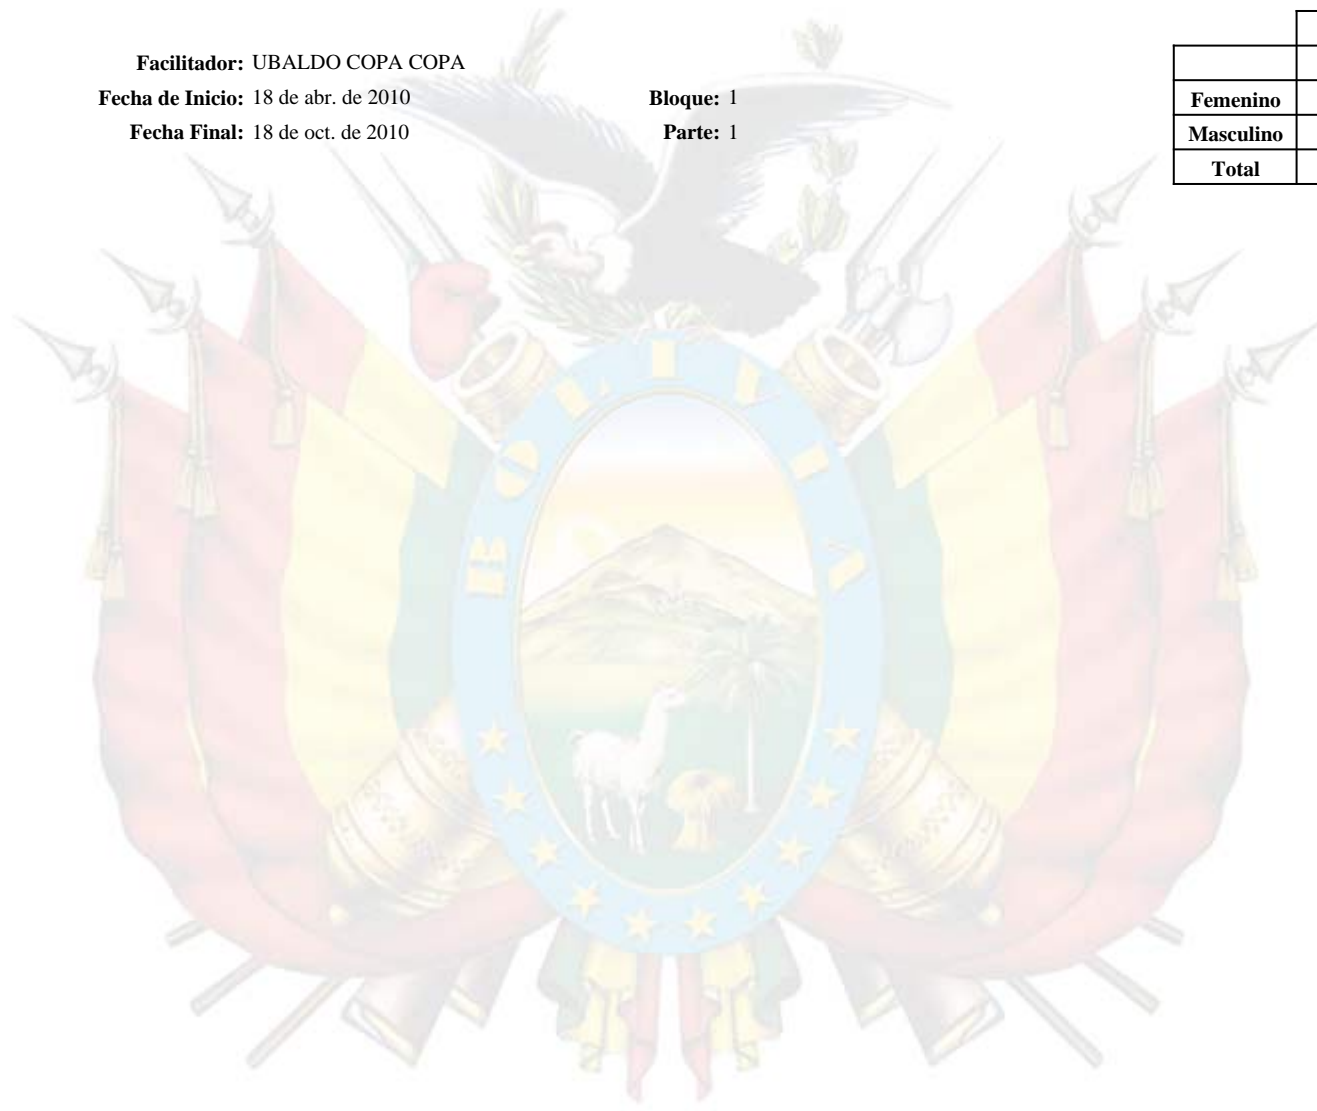 Facilitador: UBALDO COPA COPA
Fecha de Inicio: 18 de abr. de 2010 Bloque: 1
Fecha Final: 18 de oct. de 2010 Parte: 1
Femenino
Masculino
Total
BOLIVIA